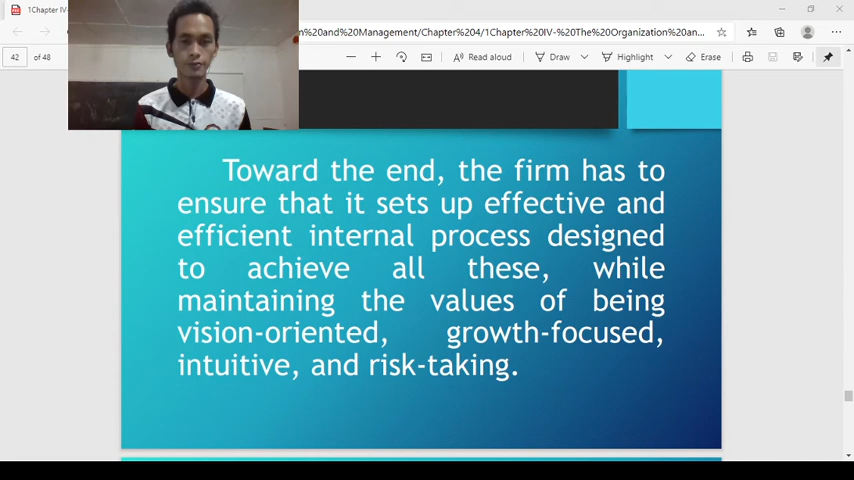 1Chapter IV-
n%20and%20Management/Chapter%204/1Chapter%20IV-%20The%20Organization%20an...
42 of 48
Read aloud
Draw
Highlight
Erase
Toward the end, the firm has to
ensure that it sets up effective and
efficient internal process designed
to achieve all these, while
maintaining the values of being
vision-oriented, growth-focused,
intuitive, and risk-taking.